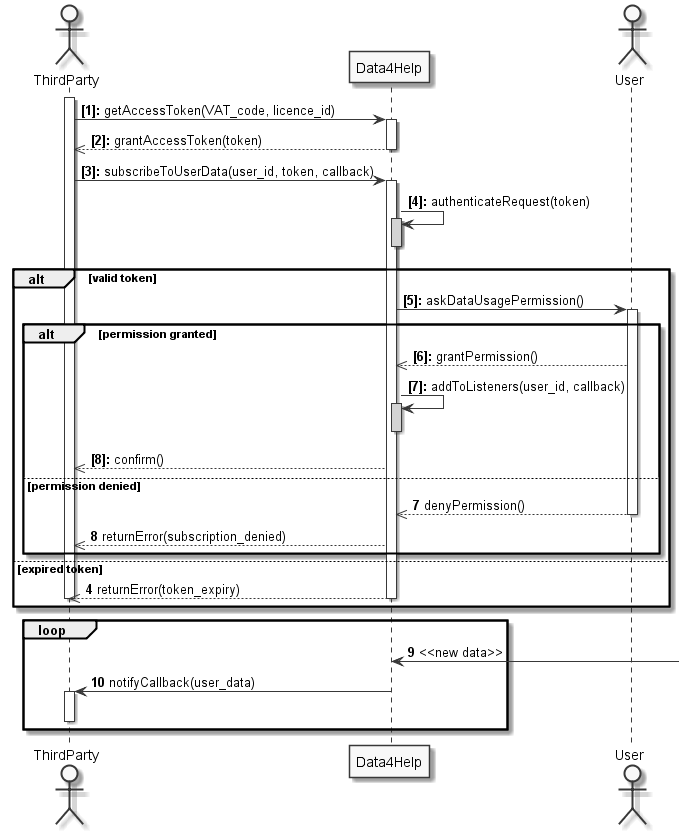 ThirdParty
Data4Help
User
[1]: getAccessToken(VAT_code, licence_id)
[2]: grantAccessToken(token)
[3]: subscribeToUserData(user_id, token, callback)
[4]: authenticateRequest(token)
alt [valid token]
[5]: askDataUsagePermission()
alt [permission granted]
[6]: grantPermission()
[7]: addToListeners(user_id, callback)
[8]: confirm()
[permission denied]
7 denyPermission()
8 returnError(subscription_denied)
[expired token]
4 returnError(token_expiry)
loop
9 <<new data>>
10 notifyCallback(user_data)
ThirdParty
Data4Help
User